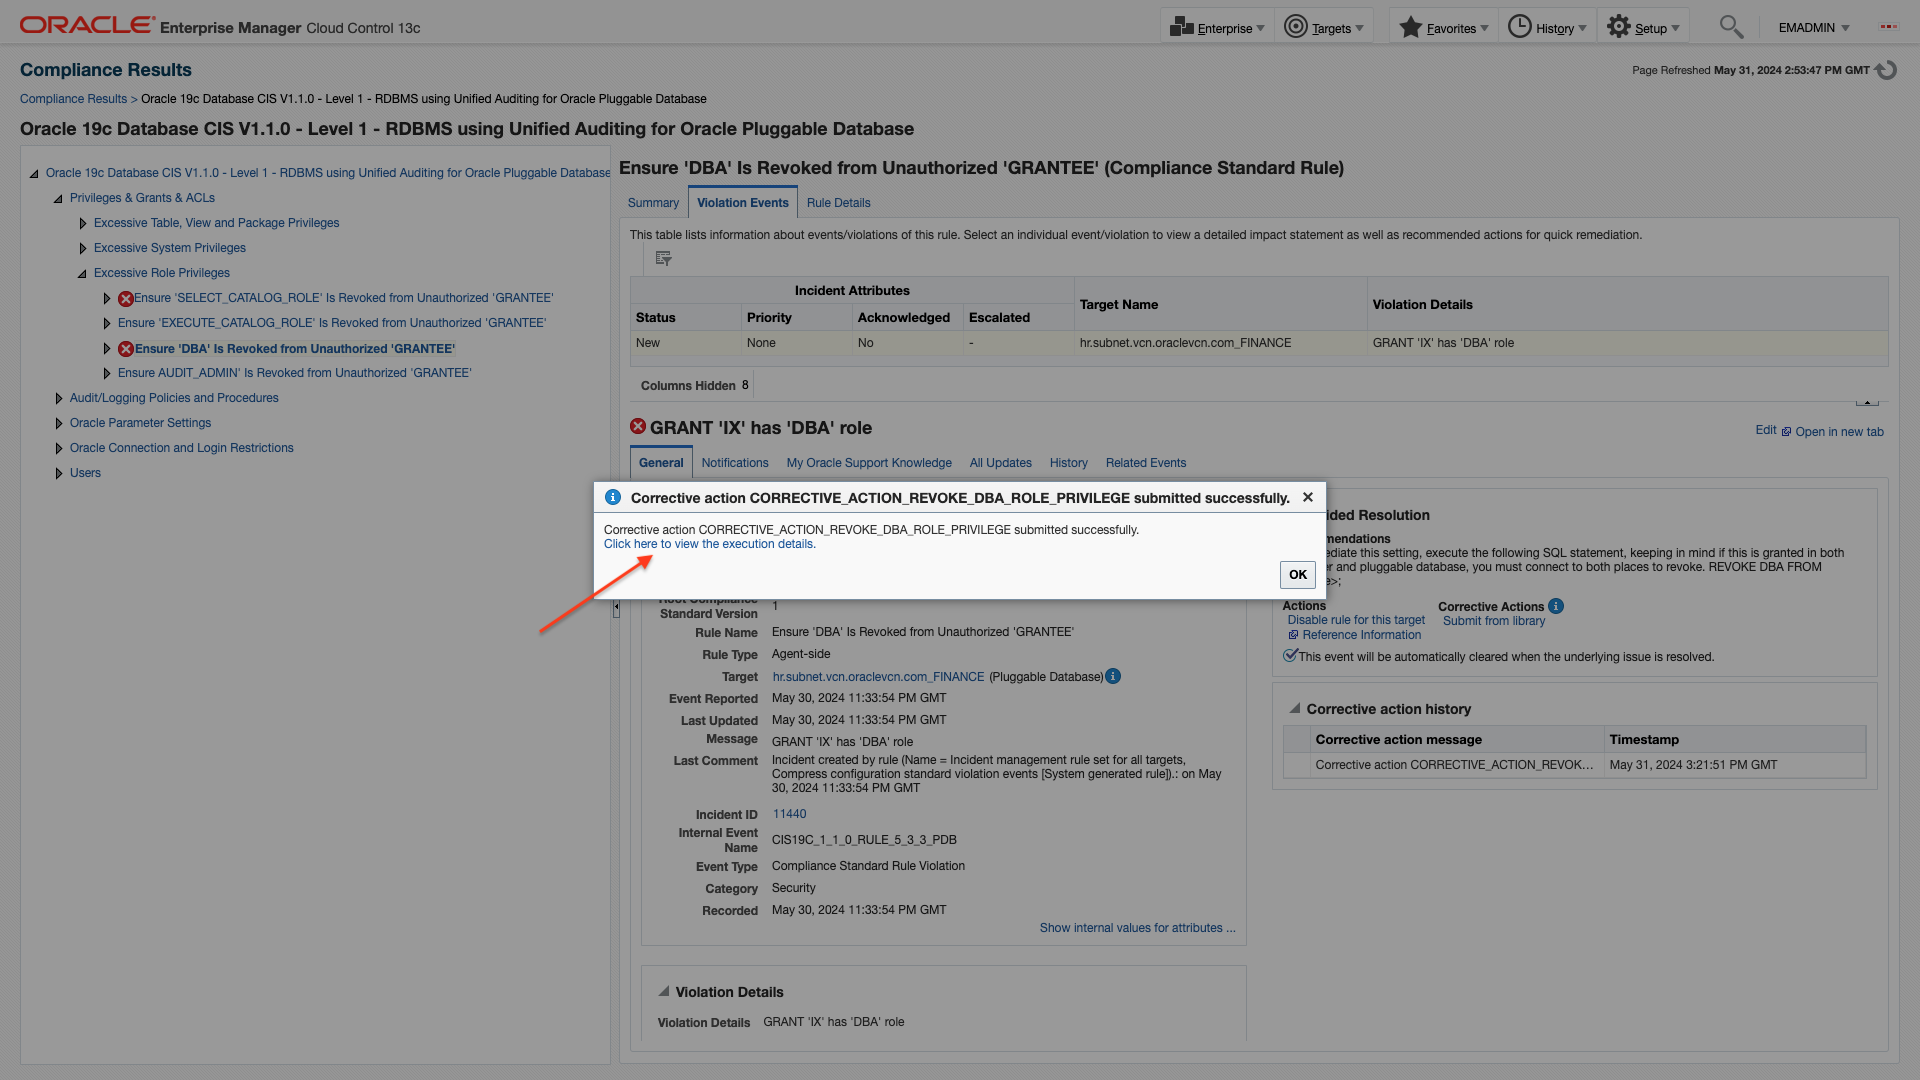 ORACLE Enterprise Manager Cloud Control 13c
Enterprise Targets Favorites History Setup EMADMIN
Compliance Results
Page Refreshed May 31, 2024 2:53:47 PM GMT
Compliance Results > Oracle 19c Database CIS V1.1.0 - Level 1 - RDBMS using Unified Auditing for Oracle Pluggable Database
Oracle 19c Database CIS V1.1.0 - Level 1 - RDBMS using Unified Auditing for Oracle Pluggable Database
Oracle 19c Database CIS V1.1.0 - Level 1 - RDBMS using Unified Auditing for Oracle Pluggable Database
Privileges & Grants & ACLs
Excessive Table, View and Package Privileges
Excessive System Privileges
Excessive Role Privileges
Ensure 'SELECT_CATALOG_ROLE' Is Revoked from Unauthorized 'GRANTEE'
Ensure 'EXECUTE_CATALOG_ROLE' Is Revoked from Unauthorized 'GRANTEE'
Ensure 'DBA' Is Revoked from Unauthorized 'GRANTEE'
Ensure AUDIT_ADMIN' Is Revoked from Unauthorized 'GRANTEE'
Audit/Logging Policies and Procedures
Oracle Parameter Settings
Oracle Connection and Login Restrictions
Users
Ensure 'DBA' Is Revoked from Unauthorized 'GRANTEE' (Compliance Standard Rule)
Summary Violation Events Rule Details
This table lists information about events/violations of this rule. Select an individual event/violation to view a detailed impact statement as well as recommended actions for quick remediation.
Incident Attributes Target Name Violation Details
Status Priority Acknowledged Escalated
New None No - hr.subnet.vcn.oraclevcn.com_FINANCE GRANT 'IX' has 'DBA' role
Columns Hidden 8
GRANT 'IX' has 'DBA' role
Edit Open in new tab
General Notifications My Oracle Support Knowledge All Updates History Related Events
Corrective action CORRECTIVE_ACTION_REVOKE_DBA_ROLE_PRIVILEGE submitted successfully.
Corrective action CORRECTIVE_ACTION_REVOKE_DBA_ROLE_PRIVILEGE submitted successfully.
Click here to view the execution details.
OK
Standard Version 1
Rule Name Ensure 'DBA' Is Revoked from Unauthorized 'GRANTEE'
Rule Type Agent-side
Target hr.subnet.vcn.oraclevcn.com_FINANCE (Pluggable Database)
Event Reported May 30, 2024 11:33:54 PM GMT
Last Updated May 30, 2024 11:33:54 PM GMT
Message GRANT 'IX' has 'DBA' role
Last Comment Incident created by rule (Name = Incident management rule set for all targets,
Compress configuration standard violation events [System generated rule]).: on May
30, 2024 11:33:54 PM GMT
Incident ID 11440
Internal Event
Name CIS19C_1_1_0_RULE_5_3_3_PDB
Event Type Compliance Standard Rule Violation
Category Security
Recorded May 30, 2024 11:33:54 PM GMT
Show internal values for attributes ...
Violation Details
Violation Details GRANT 'IX' has 'DBA' role
ded Resolution
mendations
ediate this setting, execute the following SQL statement, keeping in mind if this is granted in both
r and pluggable database, you must connect to both places to revoke. REVOKE DBA FROM
e>;
Actions Corrective Actions
Disable rule for this target Submit from library
Reference Information
This event will be automatically cleared when the underlying issue is resolved.
Corrective action history
Corrective action message Timestamp
Corrective action CORRECTIVE_ACTION_REVOK... May 31, 2024 3:21:51 PM GMT